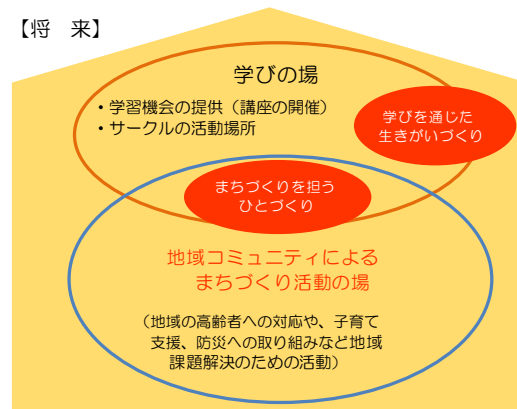 【将　来】
学びの場
・学習機会の提供（講座の開催）
・サークルの活動場所
学びを通じた
生きがいづくり
まちづくりを担う
ひとづくり
地域コミュニティによる
まちづくり活動の場
（地域の高齢者への対応や、子育て
支援、防災への取り組みなど地域
課題解決のための活動）